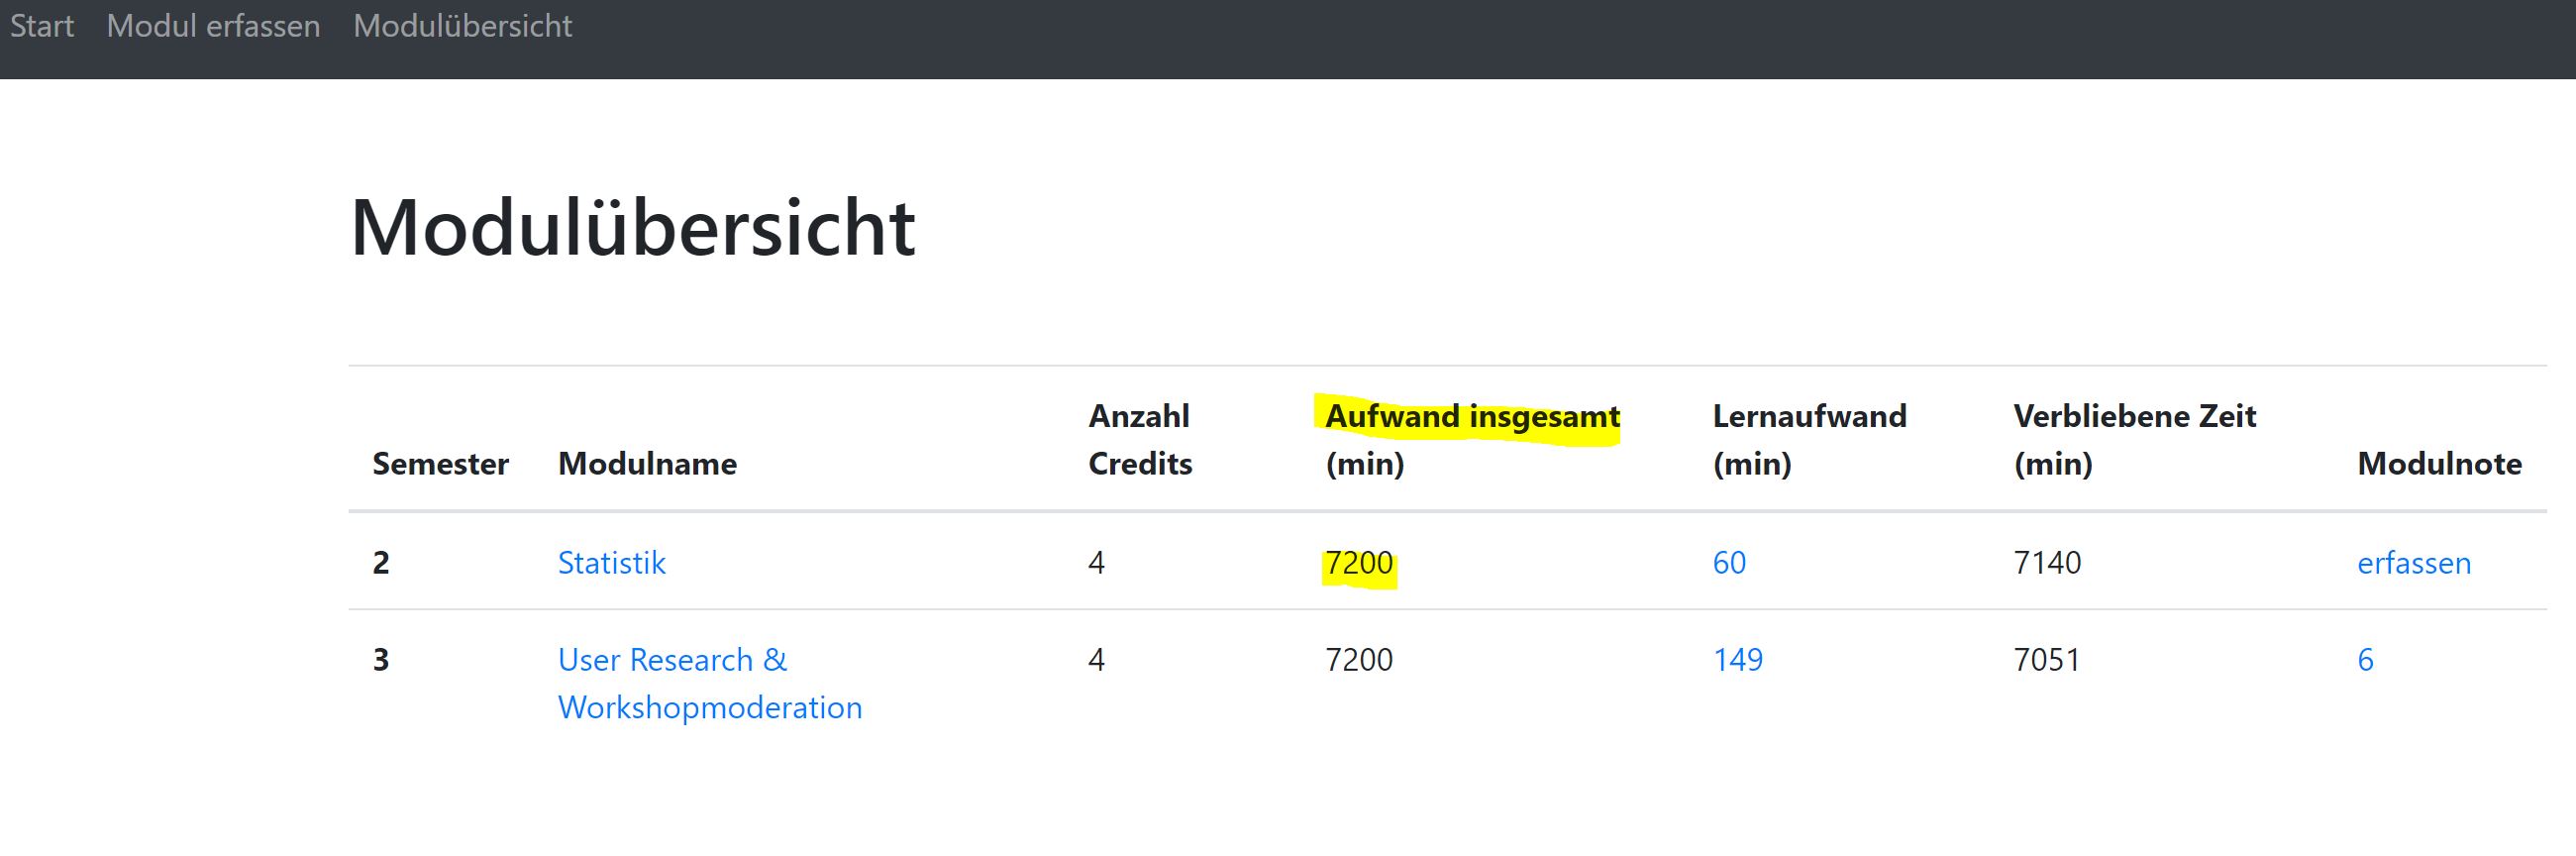 Start Modul erfassen Modulübersicht
Modulübersicht
Semester Modulname Anzahl Credits Aufwand insgesamt (min) Lernaufwand (min) Verbliebene Zeit (min) Modulnote
2 Statistik 4 7200 60 7140 erfassen
3 User Research & 4 7200 149 7051 6
Workshopmoderation